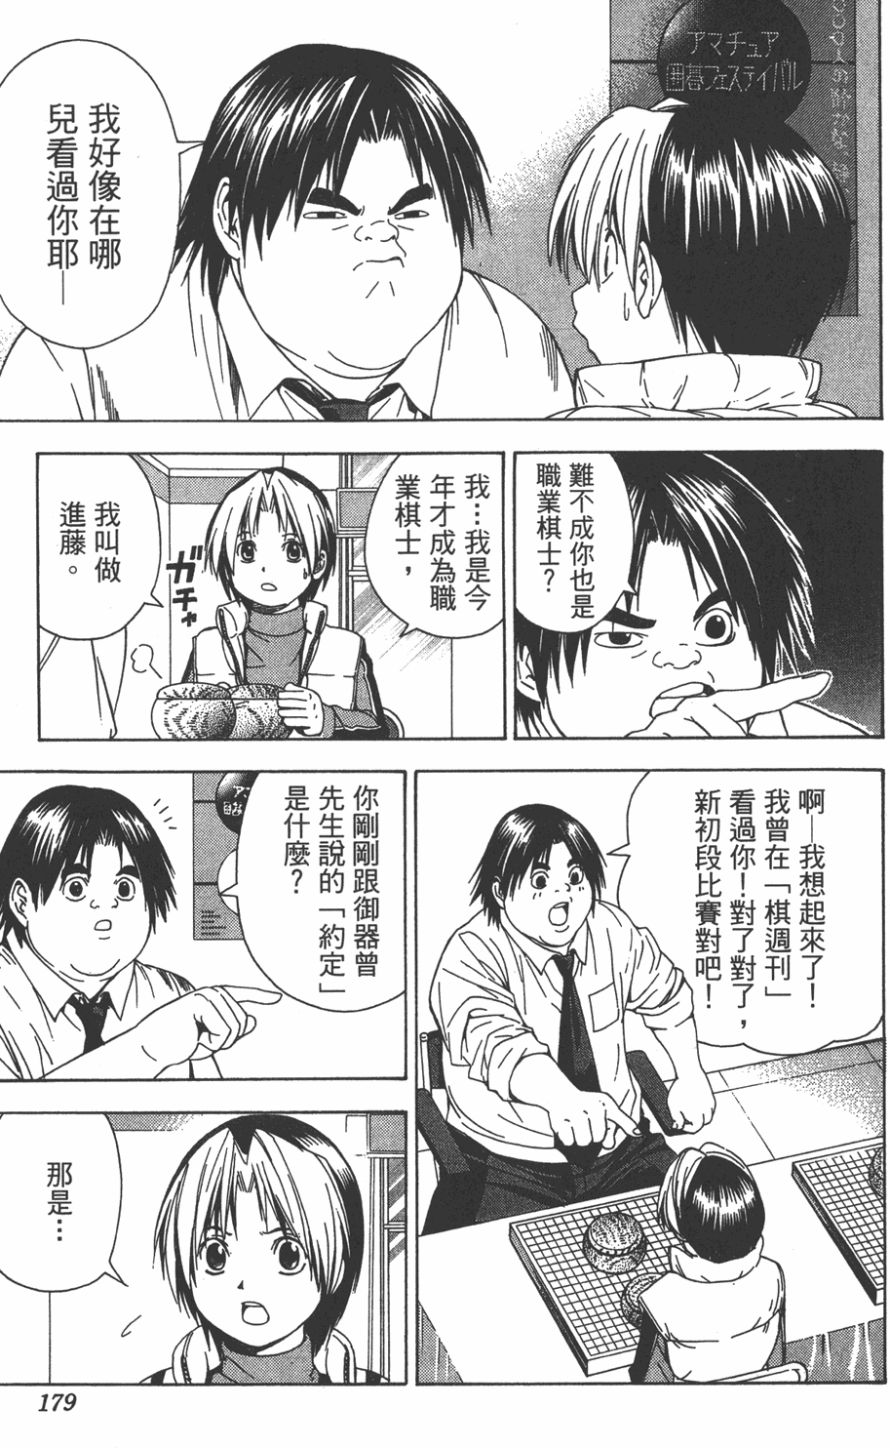 アマチュア
囲碁フェスティバル
我好像在哪
兒看過你耶—
難不成你也是
職業棋士?
我…我是今
年才成為職
業棋士,
ガチャ
我叫做
進藤。
啊—我想起來了!
我曾在「棋週刊」
看過你!對了對了,
新初段比賽對吧!
你剛剛跟御器曾
先生說的「約定」
是什麼?
那是…
179